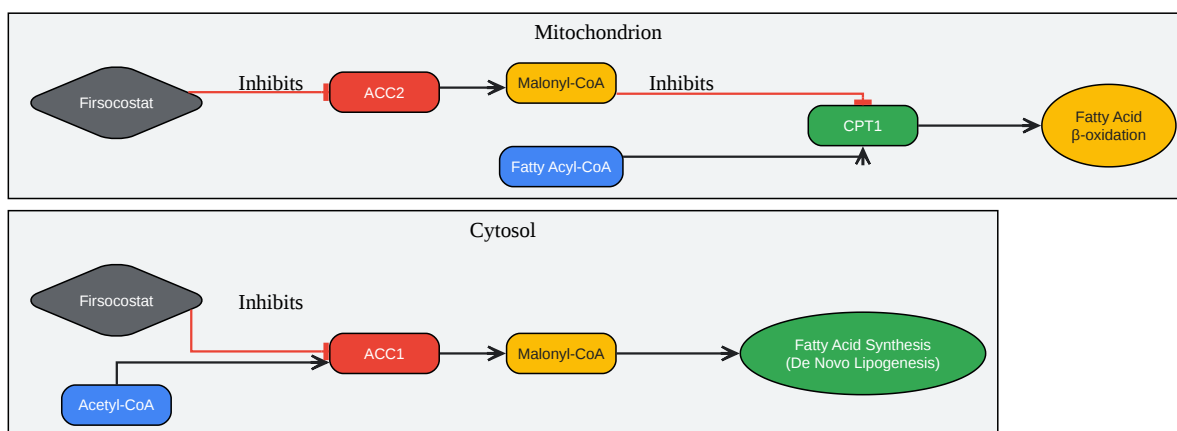 Mitochondrion
Firsocostat
Inhibits
ACC2
Malonyl-CoA
Inhibits
CPT1
Fatty Acid
β-oxidation
Fatty Acyl-CoA
Cytosol
Firsocostat
Inhibits
ACC1
Malonyl-CoA
Fatty Acid Synthesis
(De Novo Lipogenesis)
Acetyl-CoA